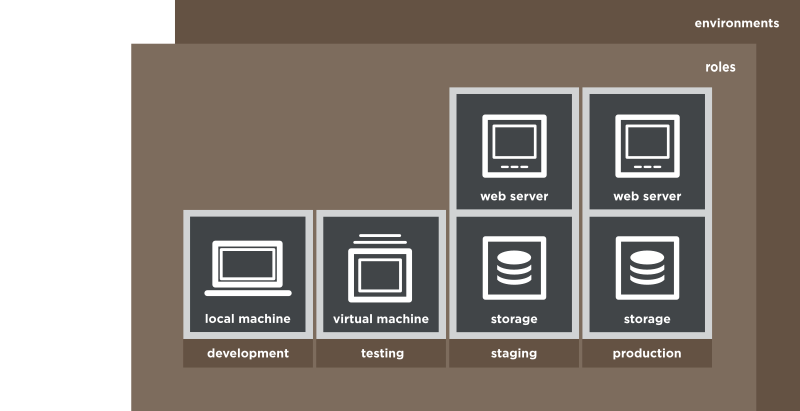 environments
roles
web server
web server
local machine
virtual machine
storage
storage
development
testing
staging
production